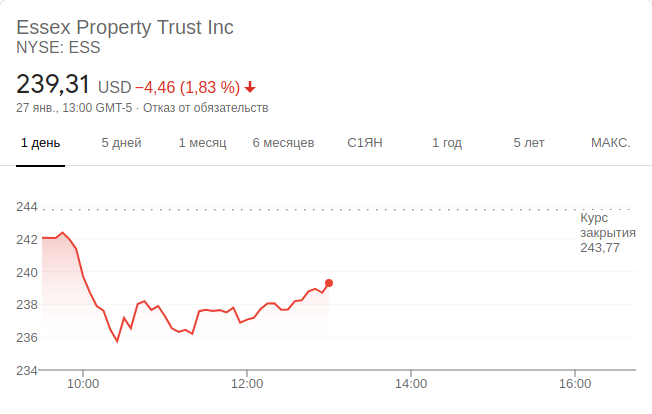 Essex Property Trust Inc
NYSE: ESS
239,31 USD −4,46 (1,83 %)
27 янв., 13:00 GMT-5 · Отказ от обязательств
1 день 5 дней 1 месяц 6 месяцев С1ЯН 1 год 5 лет МАКС.
244
Курс
закрытия
243,77
242
240
238
236
234
10:00 12:00 14:00 16:00